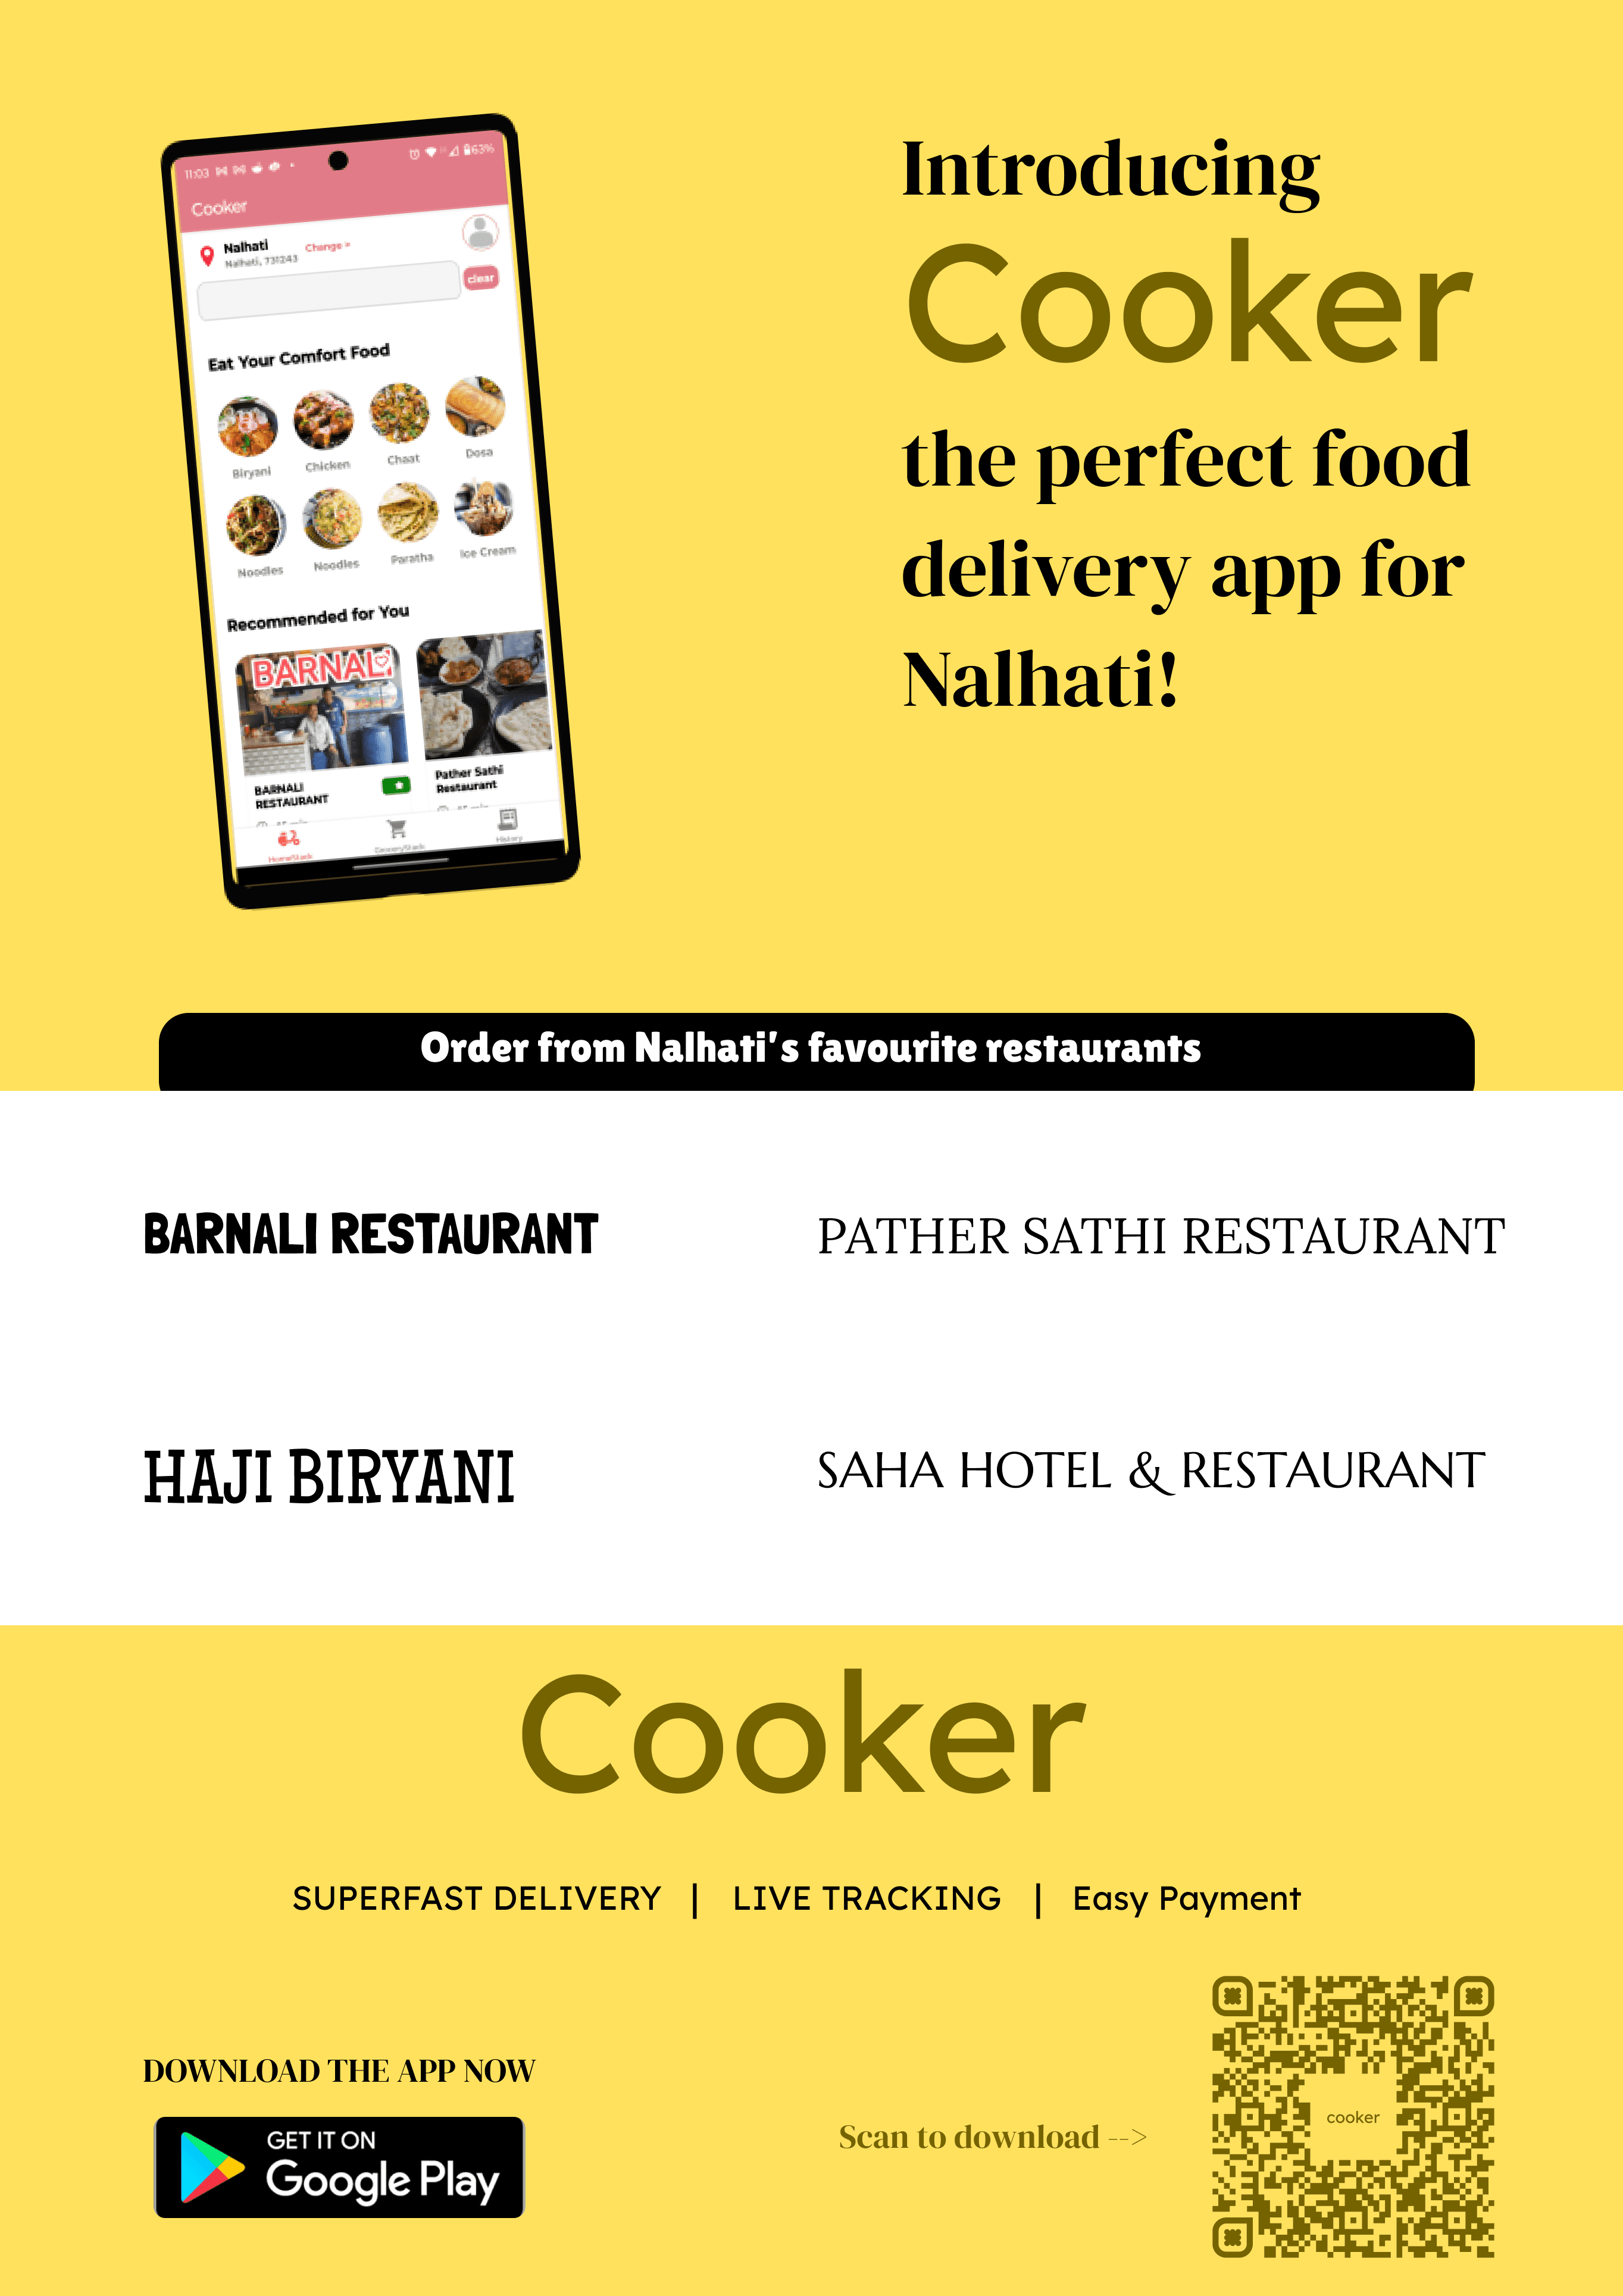 11:03
63%
Cooker
Nalhati
Change >
Nalhati, 731243
clear
Eat Your Comfort Food
Biryani
Chicken
Chaat
Dosa
Noodles
Noodles
Paratha
Ice Cream
Recommended for You
BARNALI
BARNALI
RESTAURANT
Pather Sathi
Restaurant
HomeStack
GroceryStack
History
Introducing
Cooker
the perfect food
delivery app for
Nalhati!
Order from Nalhati's favourite restaurants
BARNALI RESTAURANT
PATHER SATHI RESTAURANT
HAJI BIRYANI
SAHA HOTEL & RESTAURANT
Cooker
SUPERFAST DELIVERY | LIVE TRACKING | Easy Payment
DOWNLOAD THE APP NOW
GET IT ON
Google Play
Scan to download -->
cooker